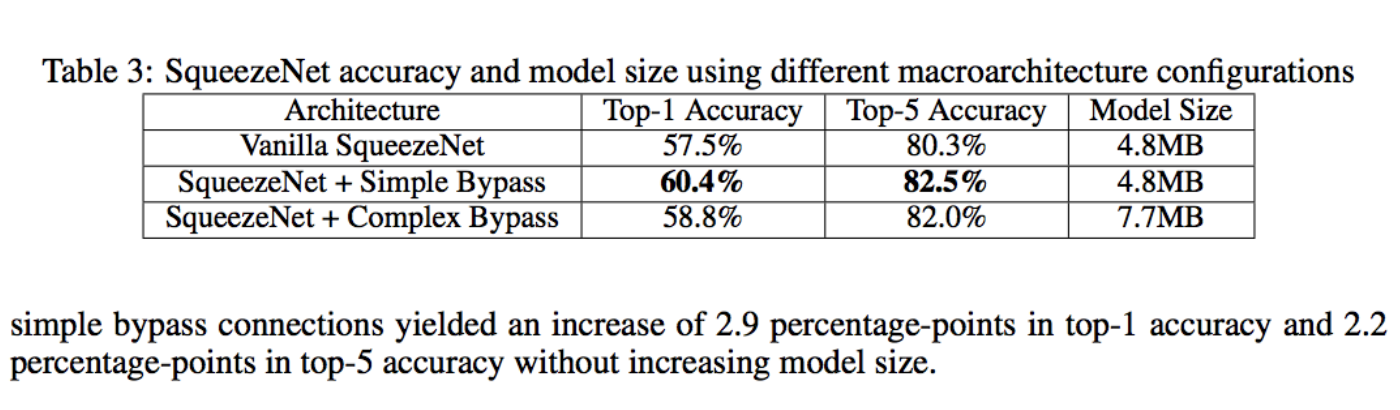 Table 3: SqueezeNet accuracy and model size using different macroarchitecture configurations
Architecture Top-1 Accuracy Top-5 Accuracy Model Size
Vanilla SqueezeNet 57.5% 80.3% 4.8MB
SqueezeNet + Simple Bypass 60.4% 82.5% 4.8MB
SqueezeNet + Complex Bypass 58.8% 82.0% 7.7MB
simple bypass connections yielded an increase of 2.9 percentage-points in top-1 accuracy and 2.2
percentage-points in top-5 accuracy without increasing model size.